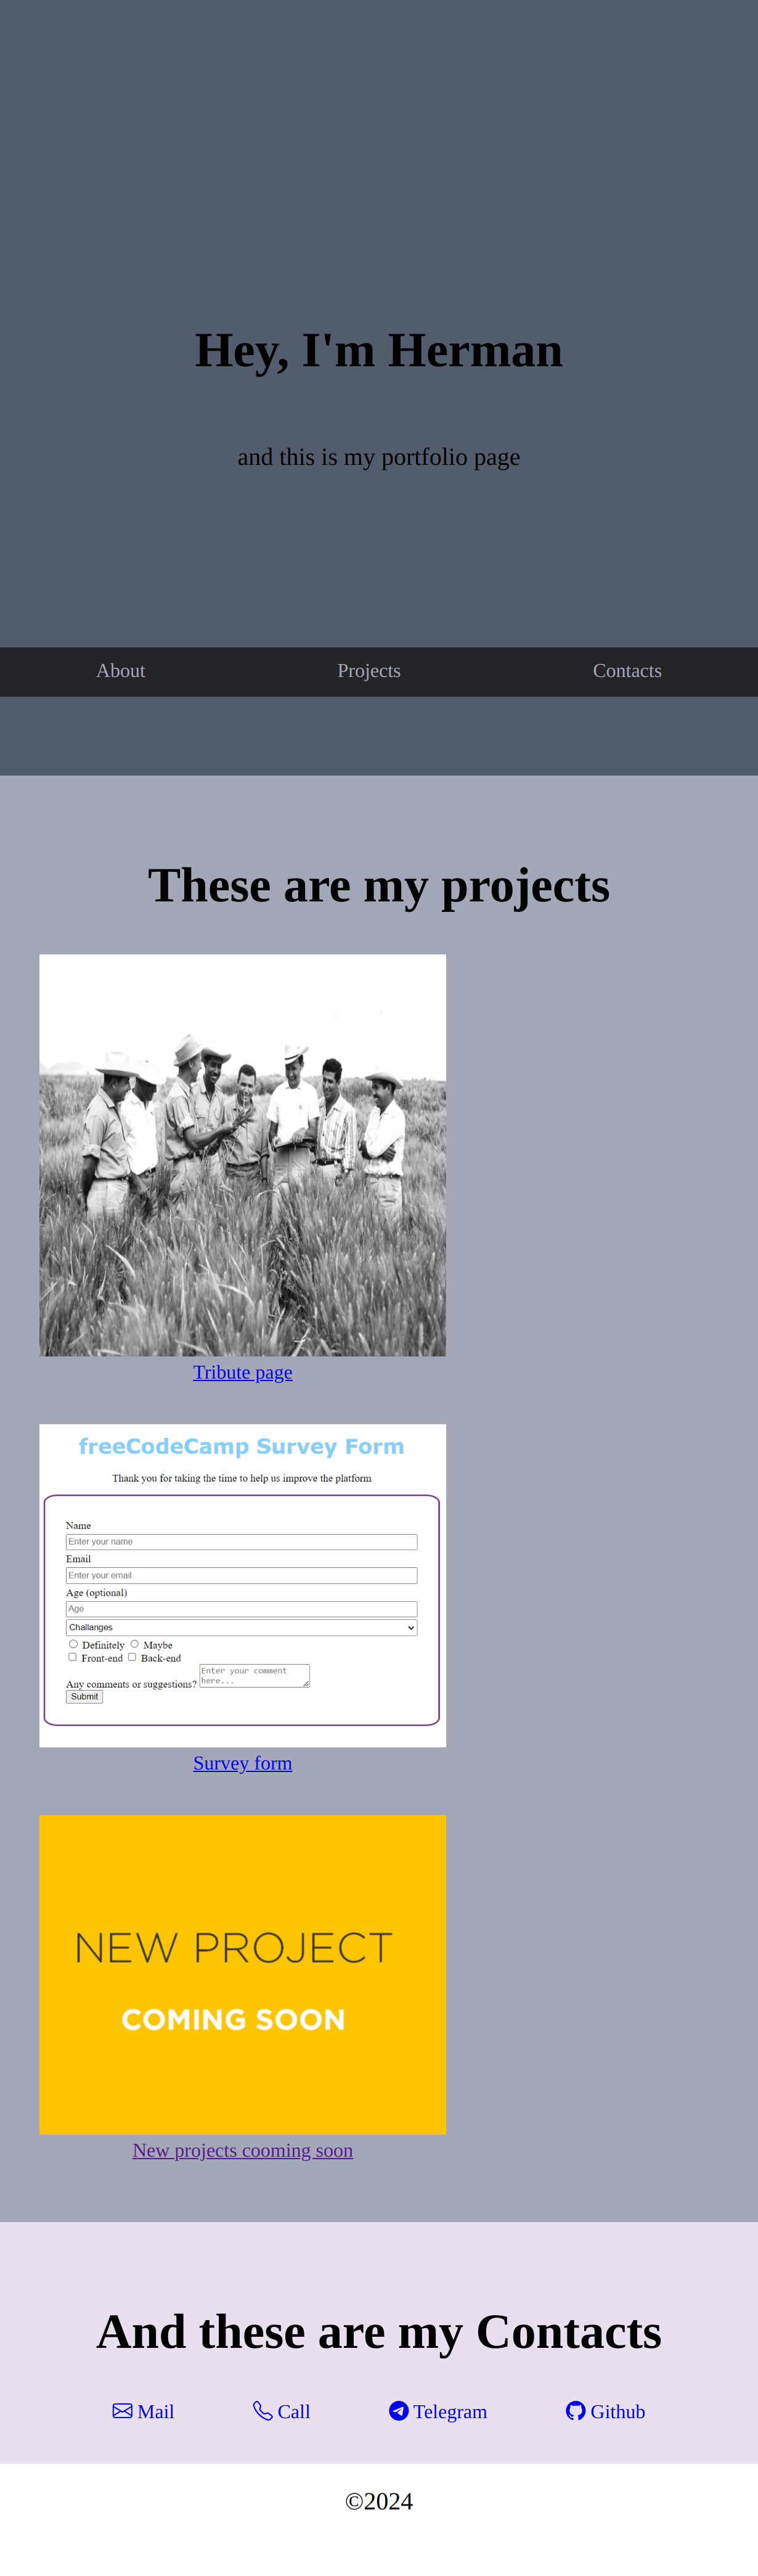 Hey, I'm Herman
and this is my portfolio page
About Projects Contacts
These are my projects
Tribute page
freeCodeCamp Survey Form
Thank you for taking the time to help us improve the platform
Name
Enter your name
Email
Enter your email
Age (optional)
Age
Challanges
Definitely Maybe
Front-end Back-end
Any comments or suggestions? Enter your comment
here...
Submit
Survey form
NEW PROJECT
COMING SOON
New projects cooming soon
And these are my Contacts
Mail Call Telegram Github
©2024